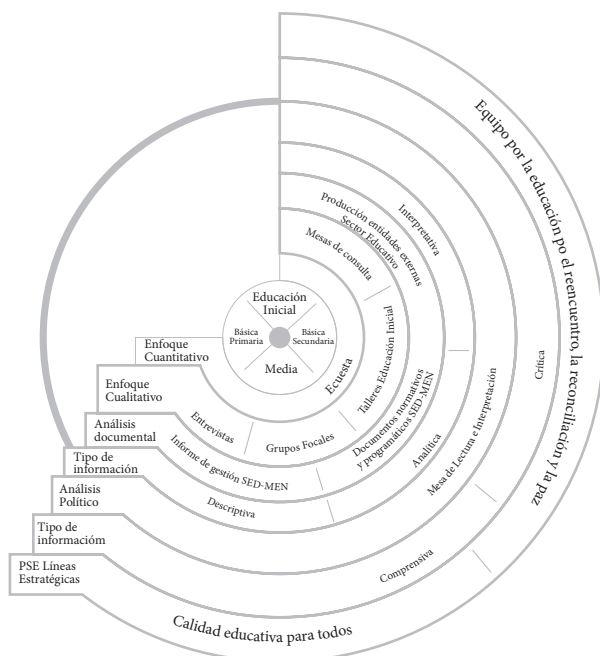 Equipo por la educación po el reencuentro, la reconciliación y la paz
Interpretativa
Producción entidades externas
Sector Educativo
Mesas de consulta
Educación
Inicial
Básica
Primaria
Básica
Secundaria
Media
Enfoque
Cuantitativo
Ecuesta
Talleres Educación Inicial
Crítica
Enfoque
Cualitativo
Entrevistas
Grupos Focales
Documentos normativos
y programáticos SED-MEN
Mesa de Lectura e Interpretación
Análisis
documental
Informe de gestión SED-MEN
Analítica
Tipo de
información
Descriptiva
Análisis
Político
Tipo de
informacióm
Comprensiva
PSE Líneas
Estratégicas
Calidad educativa para todos